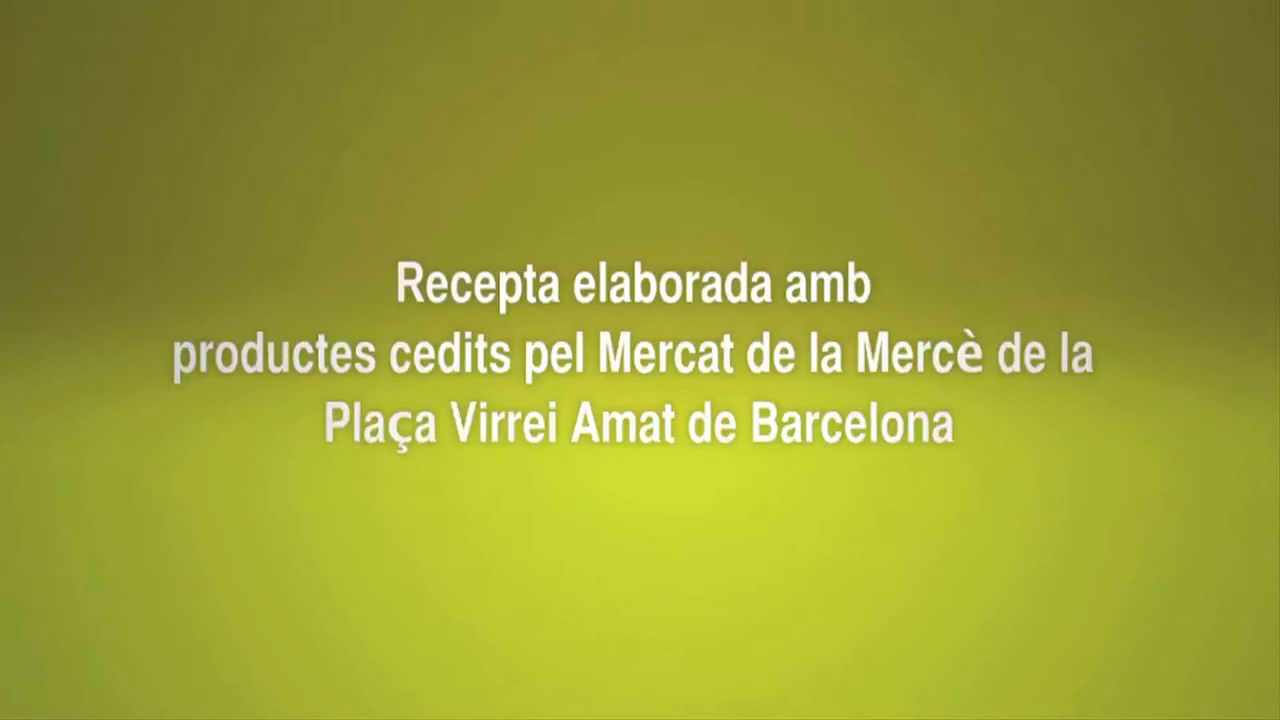 Recepta elaborada amb
productes cedits pel Mercat de la Mercè de la
Plaça Virrei Amat de Barcelona